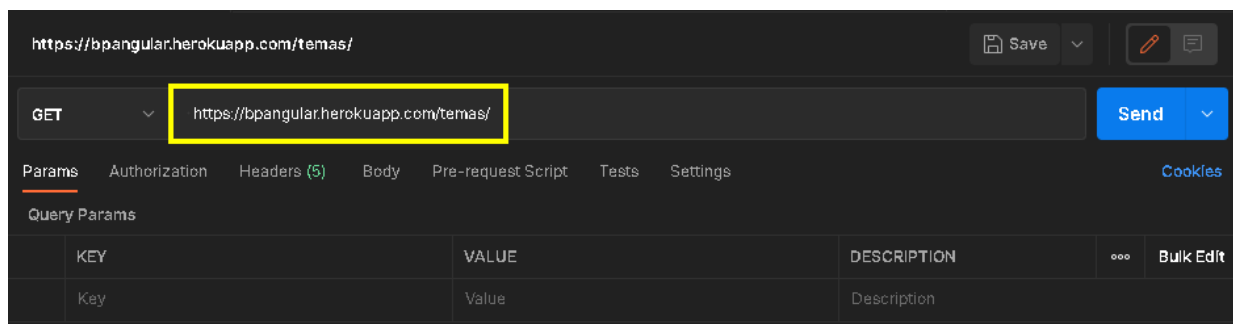 https://bpangular.herokuapp.com/temas/ Save
GET https://bpangular.herokuapp.com/temas/ Send
Params Authorization Headers (5) Body Pre-request Script Tests Settings Cookies
Query Params
KEY VALUE DESCRIPTION ooo Bulk Edit
Key Value Description